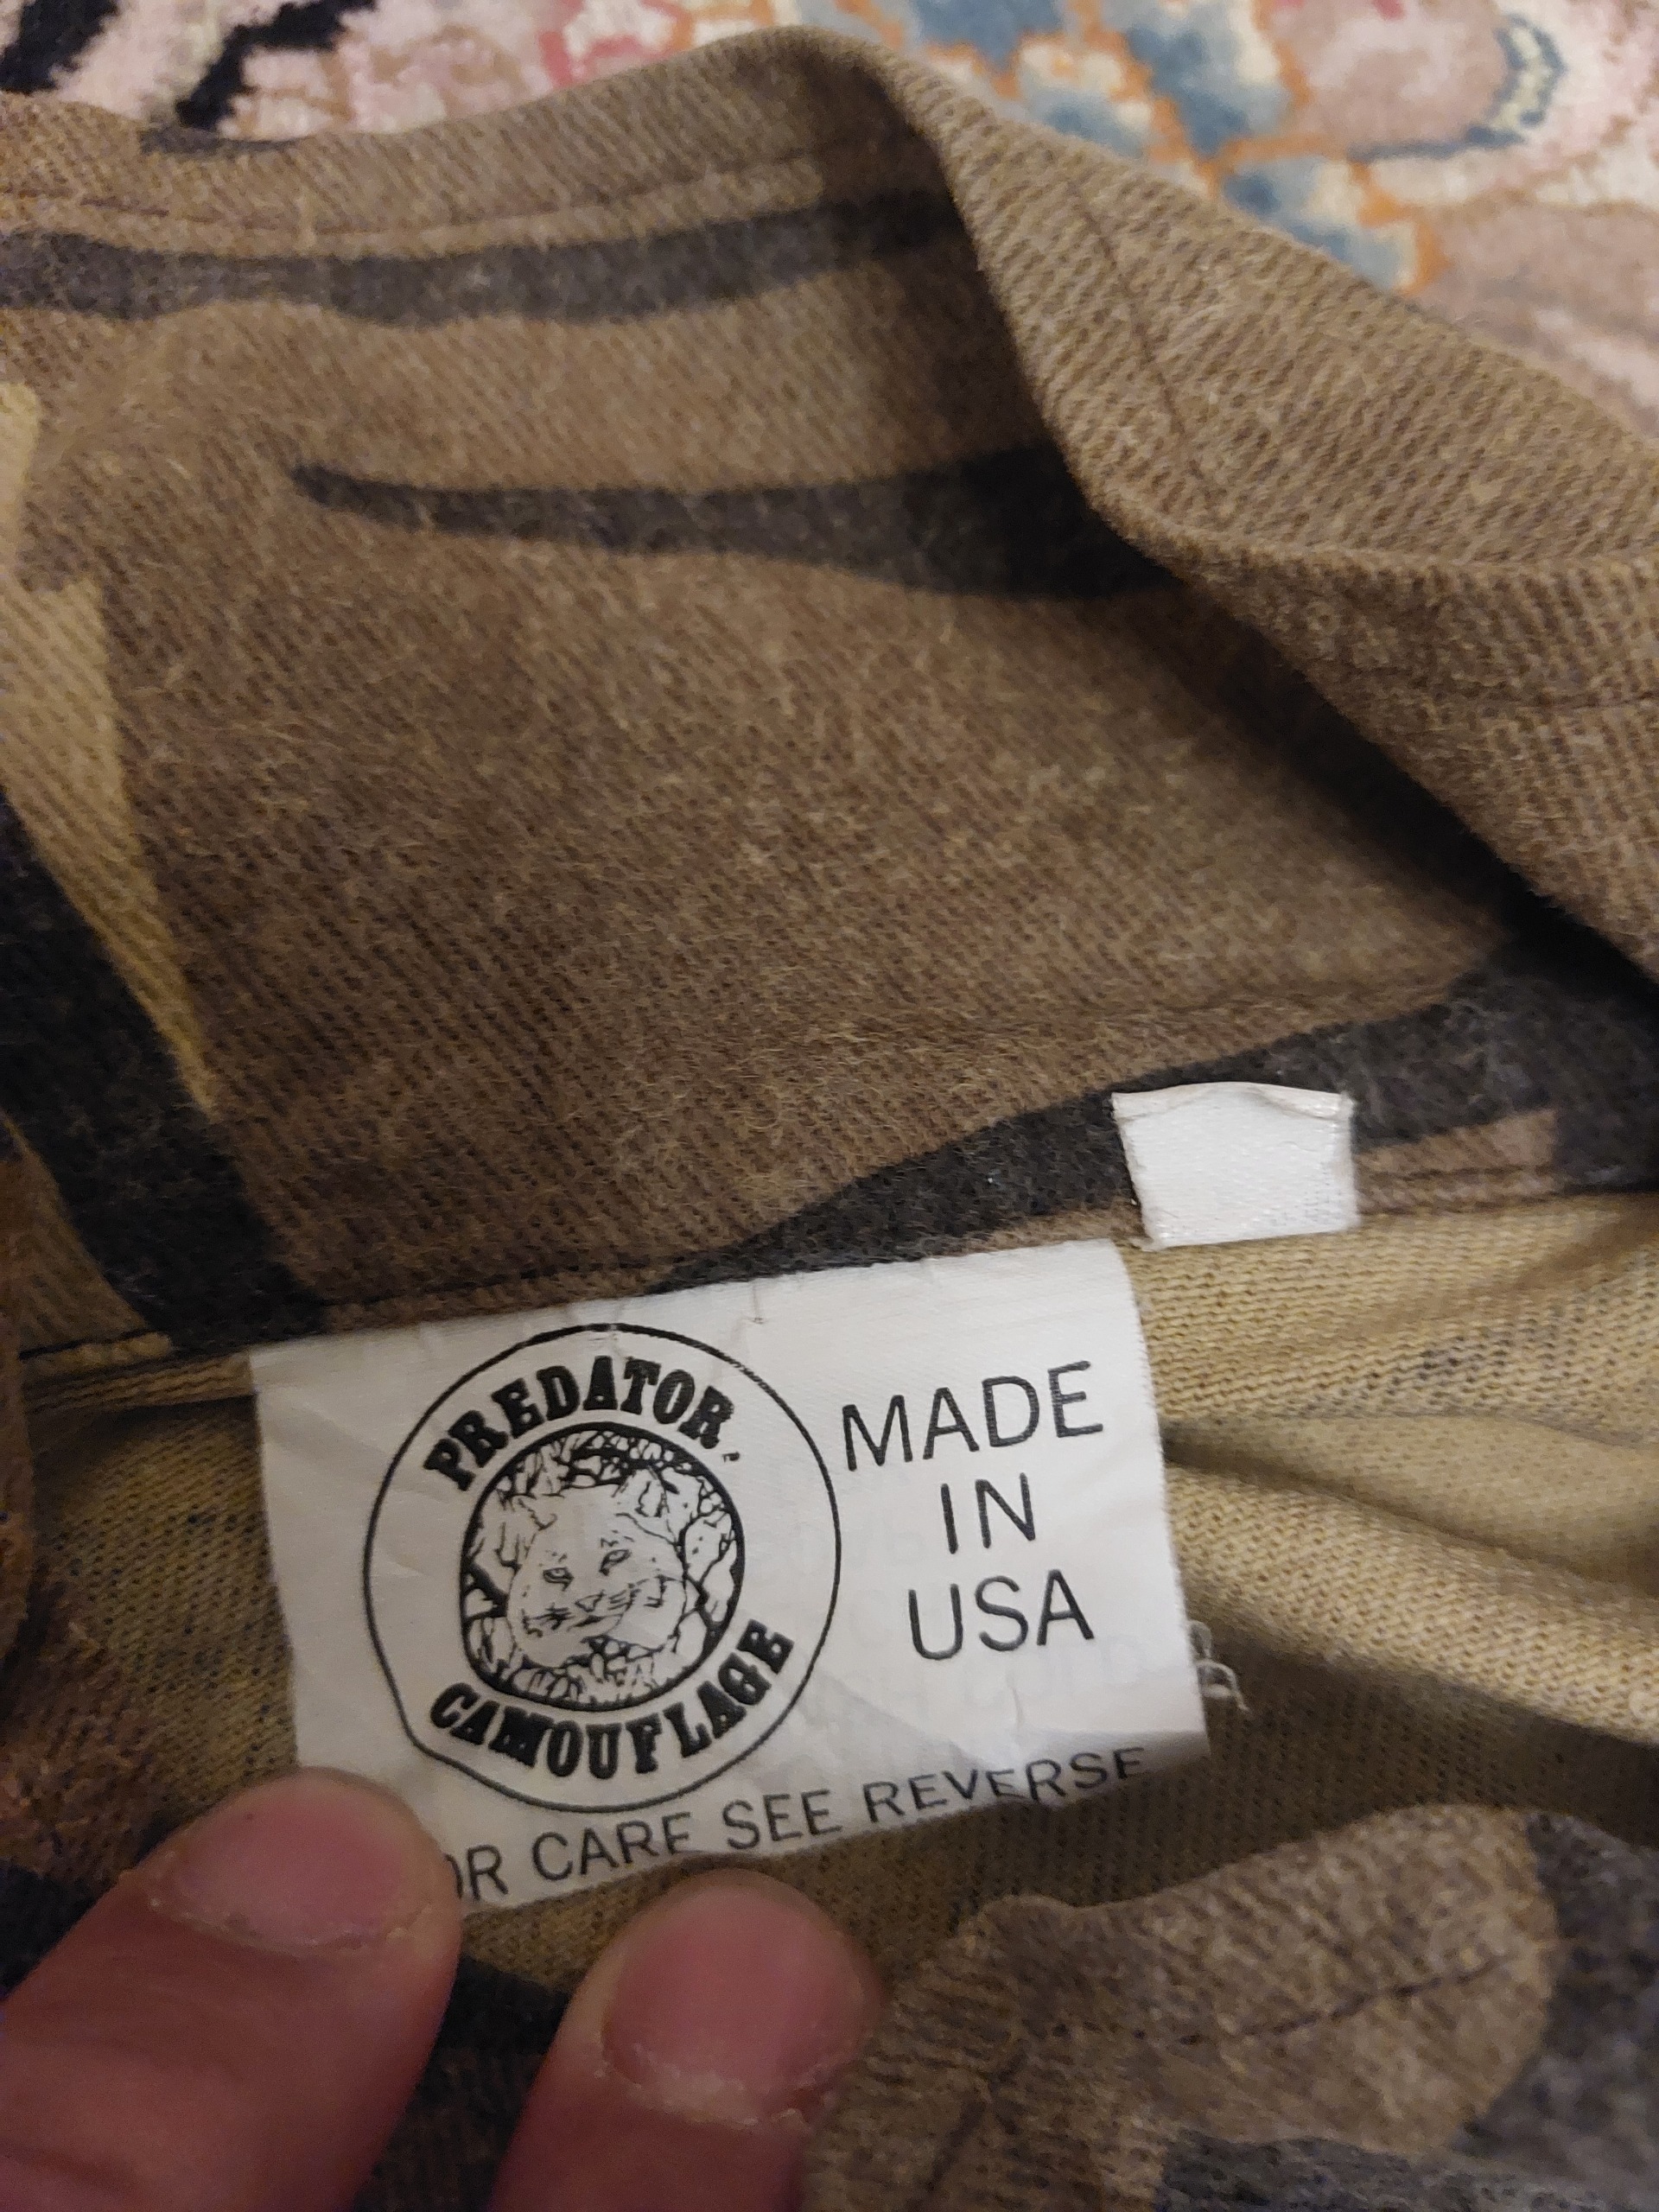 PREDATOR
CAMOUFLAGE
MADE
IN
USA
OR CARE SEE REVERSE